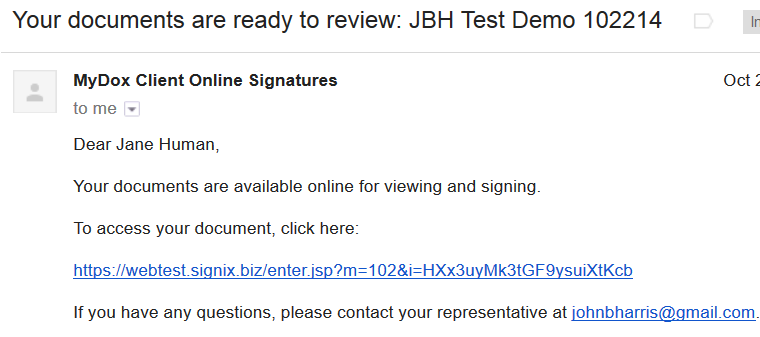 Your documents are ready to review: JBH Test Demo 102214
MyDox Client Online Signatures
Oct
to me
Dear Jane Human,
Your documents are available online for viewing and signing.
To access your document, click here:
https://webtest.signix.biz/enter.jsp?m=102&i=HXx3uyMk3tGF9ysuiXtKcb
If you have any questions, please contact your representative at johnbharris@gmail.com.